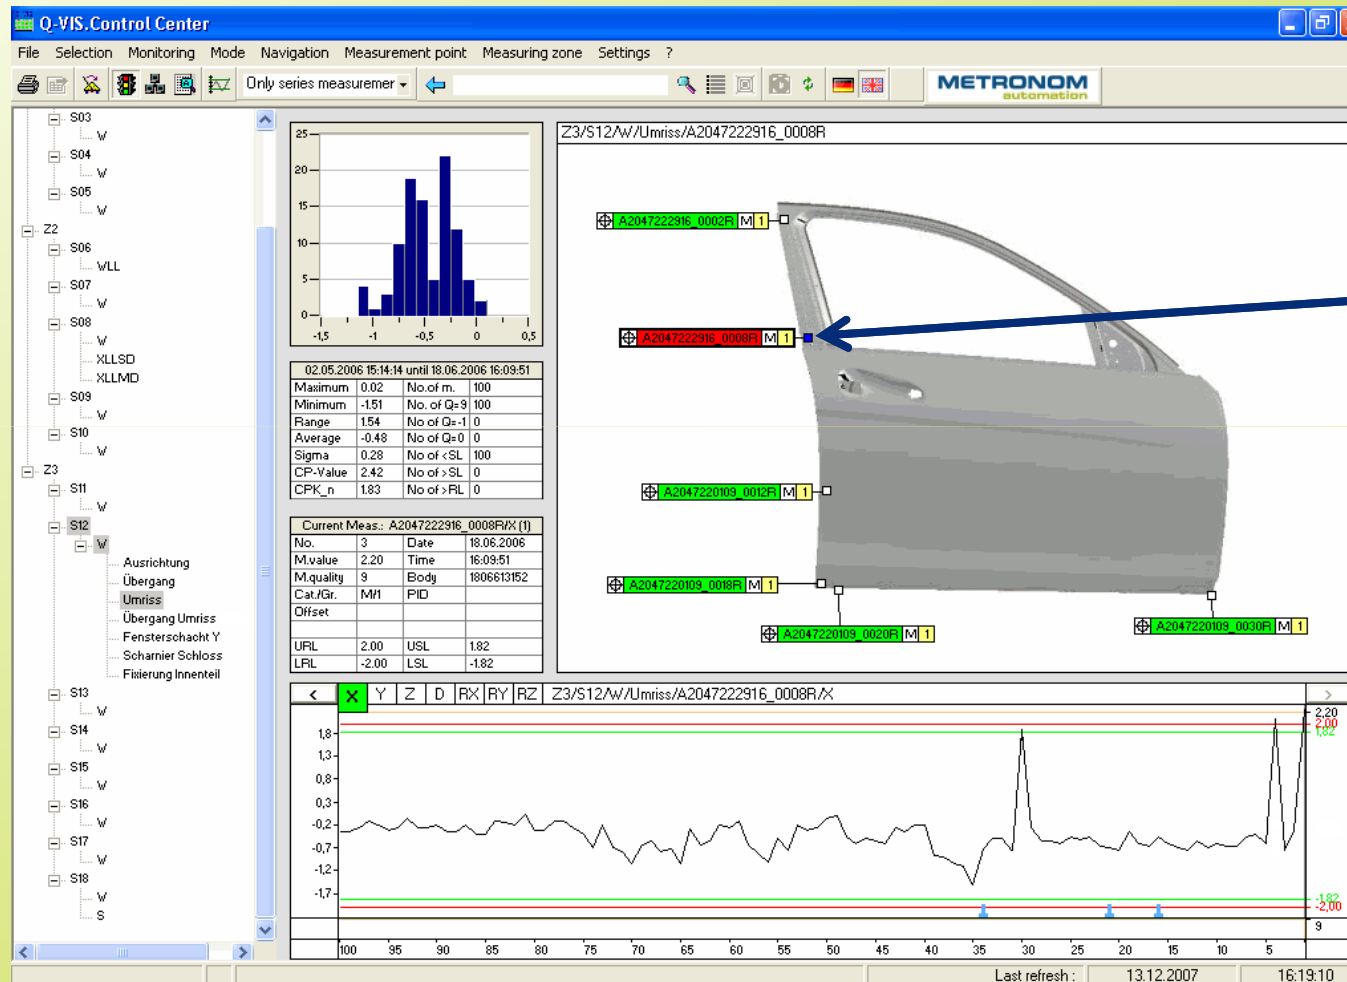 Q-VIS.Control Center
File Selection Monitoring Mode Navigation Measurement point Measuring zone Settings ?
Only series measuremer
METRONOM
automation
S03
W
S04
W
S05
W
Z2
S06
WLL
S07
W
S08
W
XLLSD
XLLMD
S09
W
S10
W
Z3
S11
W
S12
W
Ausrichtung
Übergang
Umriss
Übergang Umriss
Fensterschacht Y
Scharnier Schloss
Fixierung Innenteil
S13
W
S14
W
S15
W
S16
W
S17
W
S18
W
S
25
20
15
10
5
0
-1,5 -1 -0,5 0 0,5
02.05.2006 15:14:14 until 18.06.2006 16:09:51
Maximum 0.02 No.of m. 100
Minimum -1.51 No. of Q=9 100
Range 1.54 No of Q=-1 0
Average -0.48 No of Q=0 0
Sigma 0.28 No of <SL 100
CP-Value 2.42 No of >SL 0
CPK_n 1.83 No of >RL 0
Current Meas.: A2047222916_0008R/X (1)
No. 3 Date 18.06.2006
M.value 2.20 Time 16:09:51
M.quality 9 Body 1806613152
Cat./Gr. M/1 PID
Offset
URL 2.00 USL 1.82
LRL -2.00 LSL -1.82
Z3/S12/W/Umriss/A2047222916_0008R
A2047222916_0002R M 1
A2047222916_0008R M 1
A2047220109_0012R M 1
A2047220109_0018R M 1
A2047220109_0020R M 1
A2047220109_0030R M 1
< X Y Z D RX RY RZ Z3/S12/W/Umriss/A2047222916_0008R/X >
1,8
1,3
0,8
0,3
-0,2
-0,7
-1,2
-1,7
2,20
2,00
1,82
-1,82
-2,00
9
100 95 90 85 80 75 70 65 60 55 50 45 40 35 30 25 20 15 10 5
Last refresh : 13.12.2007 16:19:10